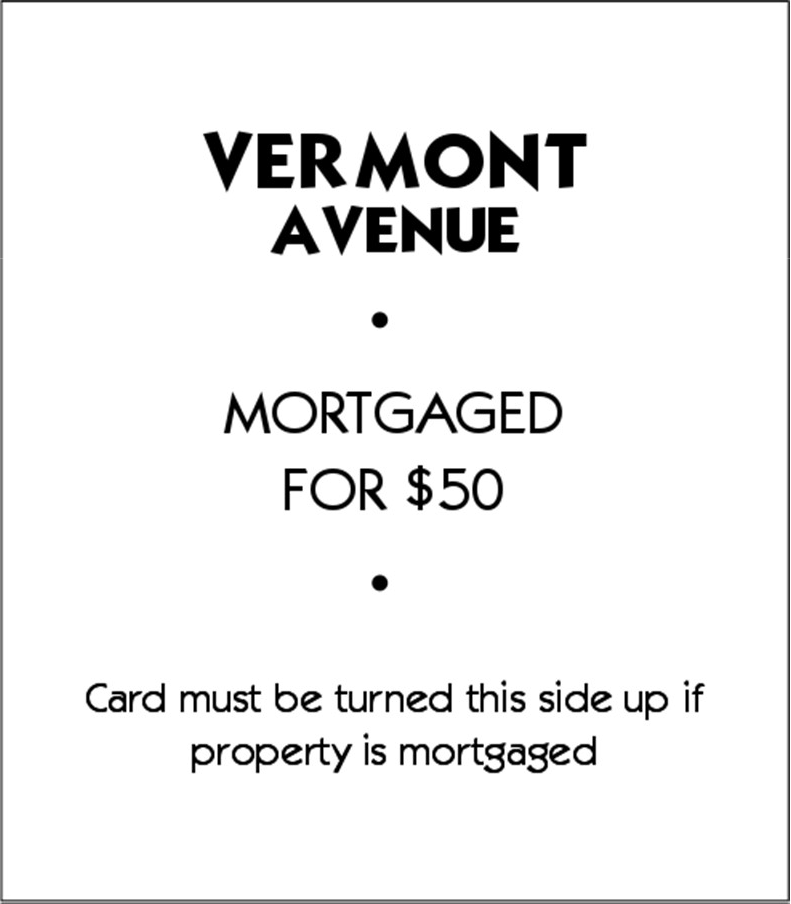 VERMONT
AVENUE
•
MORTGAGED
FOR $50
•
Card must be turned this side up if
property is mortgaged